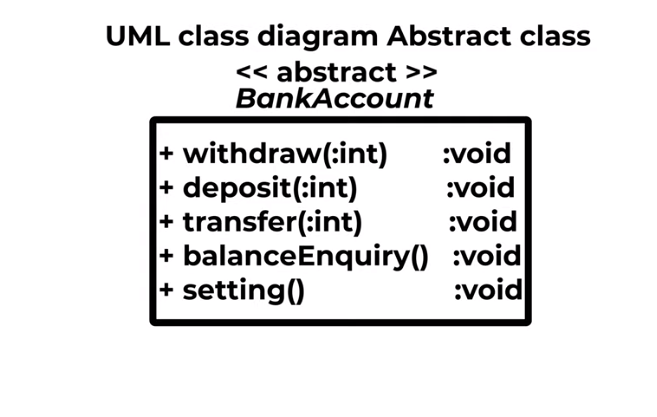 UML class diagram Abstract class
<< abstract >>
BankAccount
+ withdraw(:int) :void
+ deposit(:int) :void
+ transfer(:int) :void
+ balanceEnquiry() :void
+ setting() :void